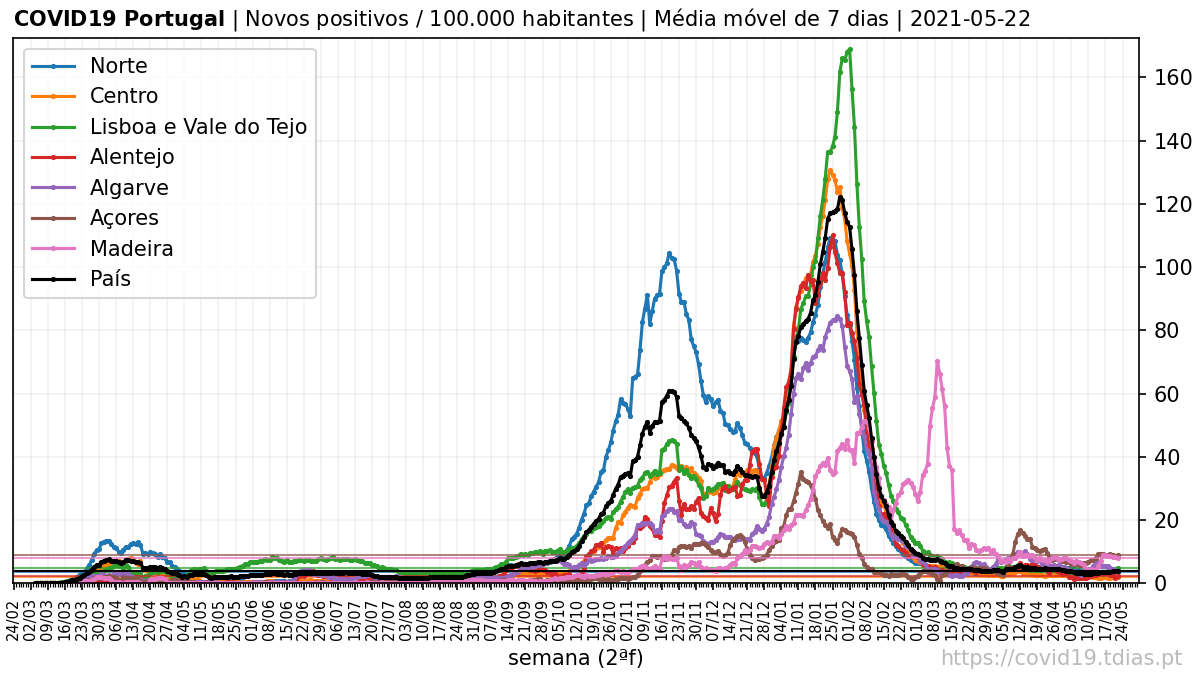 COVID19 Portugal | Novos positivos / 100.000 habitantes | Média móvel de 7 dias | 2021-05-22
Norte
Centro
Lisboa e Vale do Tejo
Alentejo
Algarve
Açores
Madeira
País
160
140
120
100
80
60
40
20
0
24/02 02/03 09/03 16/03 23/03 30/03 06/04 13/04 20/04 27/04 04/05 11/05 18/05 25/05 01/06 08/06 15/06 22/06 29/06 06/07 13/07 20/07 27/07 03/08 10/08 17/08 24/08 31/08 07/09 14/09 21/09 28/09 05/10 12/10 19/10 26/10 02/11 09/11 16/11 23/11 30/11 07/12 14/12 21/12 28/12 04/01 11/01 18/01 25/01 01/02 08/02 15/02 22/02 01/03 08/03 15/03 22/03 29/03 05/04 12/04 19/04 26/04 03/05 10/05 17/05 24/05
semana (2ªf)
https://covid19.tdias.pt